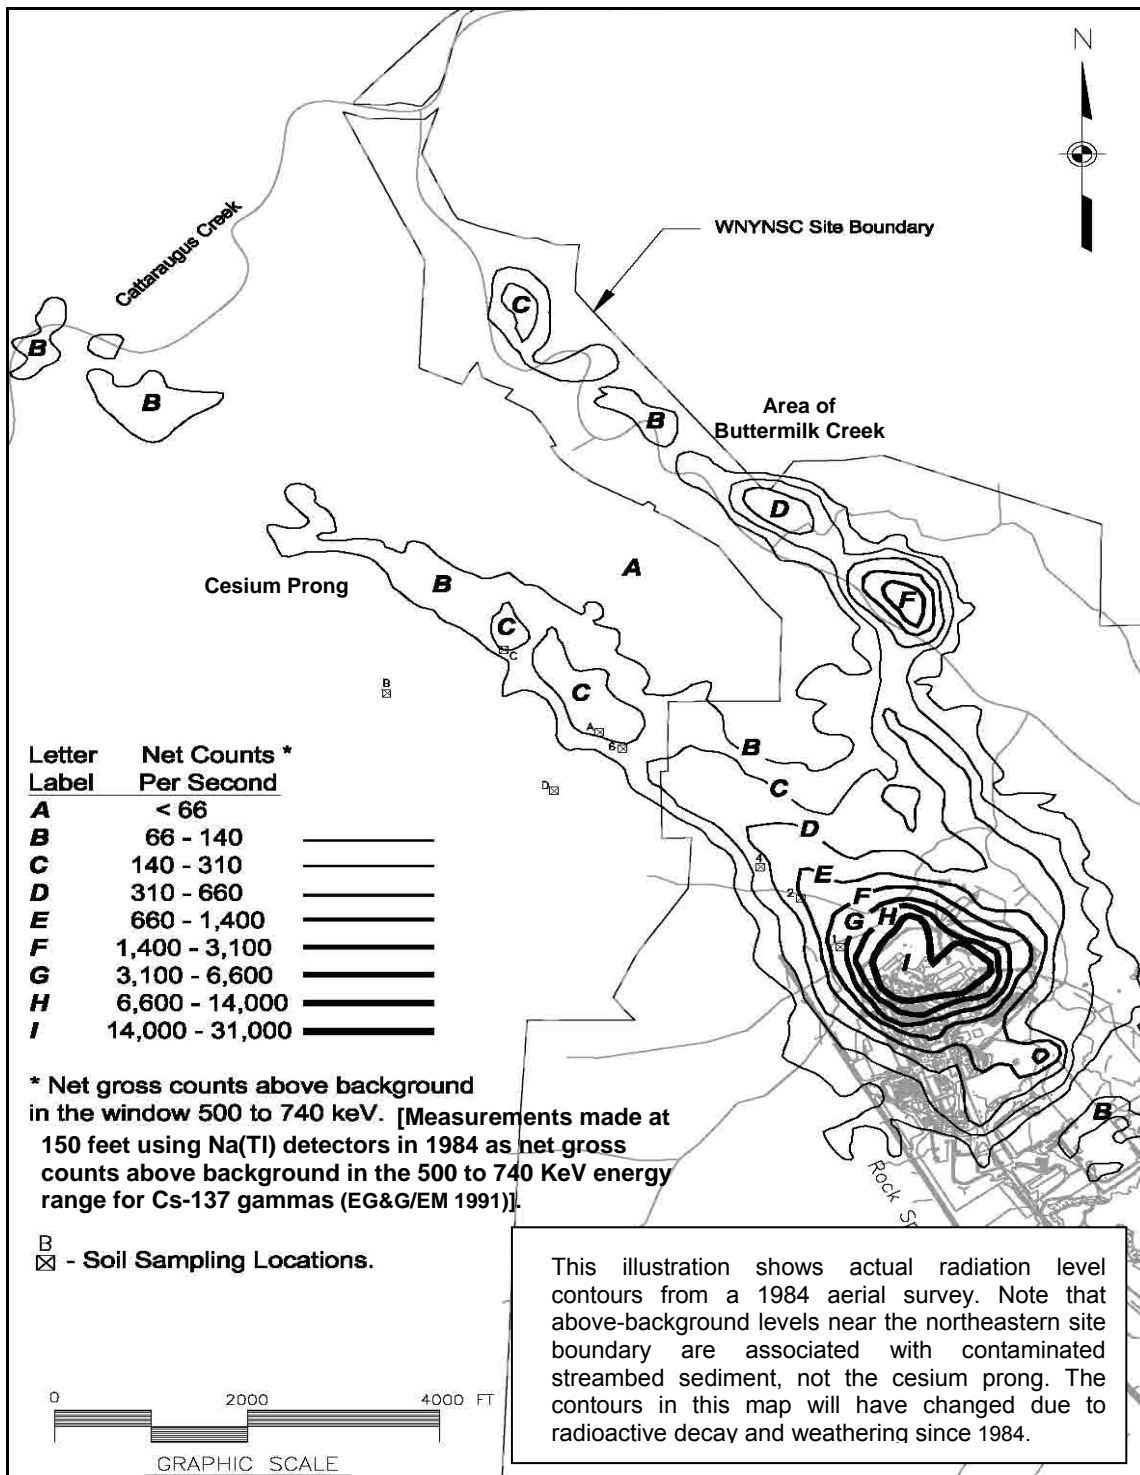 N
Cattaraugus Creek
WNYNSC Site Boundary
C
B
B
B
Area of
Buttermilk Creek
D
A
B
Cesium Prong
F
C
C
B
C
A
6
D
B
C
D
4
E
2
F
G
H
1
I
B
Letter Net Counts *
Label Per Second
A < 66
B 66 - 140
C 140 - 310
D 310 - 660
E 660 - 1,400
F 1,400 - 3,100
G 3,100 - 6,600
H 6,600 - 14,000
I 14,000 - 31,000
* Net gross counts above background
in the window 500 to 740 keV. [Measurements made at
150 feet using Na(Tl) detectors in 1984 as net gross
counts above background in the 500 to 740 KeV energy
range for Cs-137 gammas (EG&G/EM 1991)].
B
- Soil Sampling Locations.
Rock
This illustration shows actual radiation level
contours from a 1984 aerial survey. Note that
above-background levels near the northeastern site
boundary are associated with contaminated
streambed sediment, not the cesium prong. The
contours in this map will have changed due to
radioactive decay and weathering since 1984.
0 2000 4000 FT
GRAPHIC SCALE